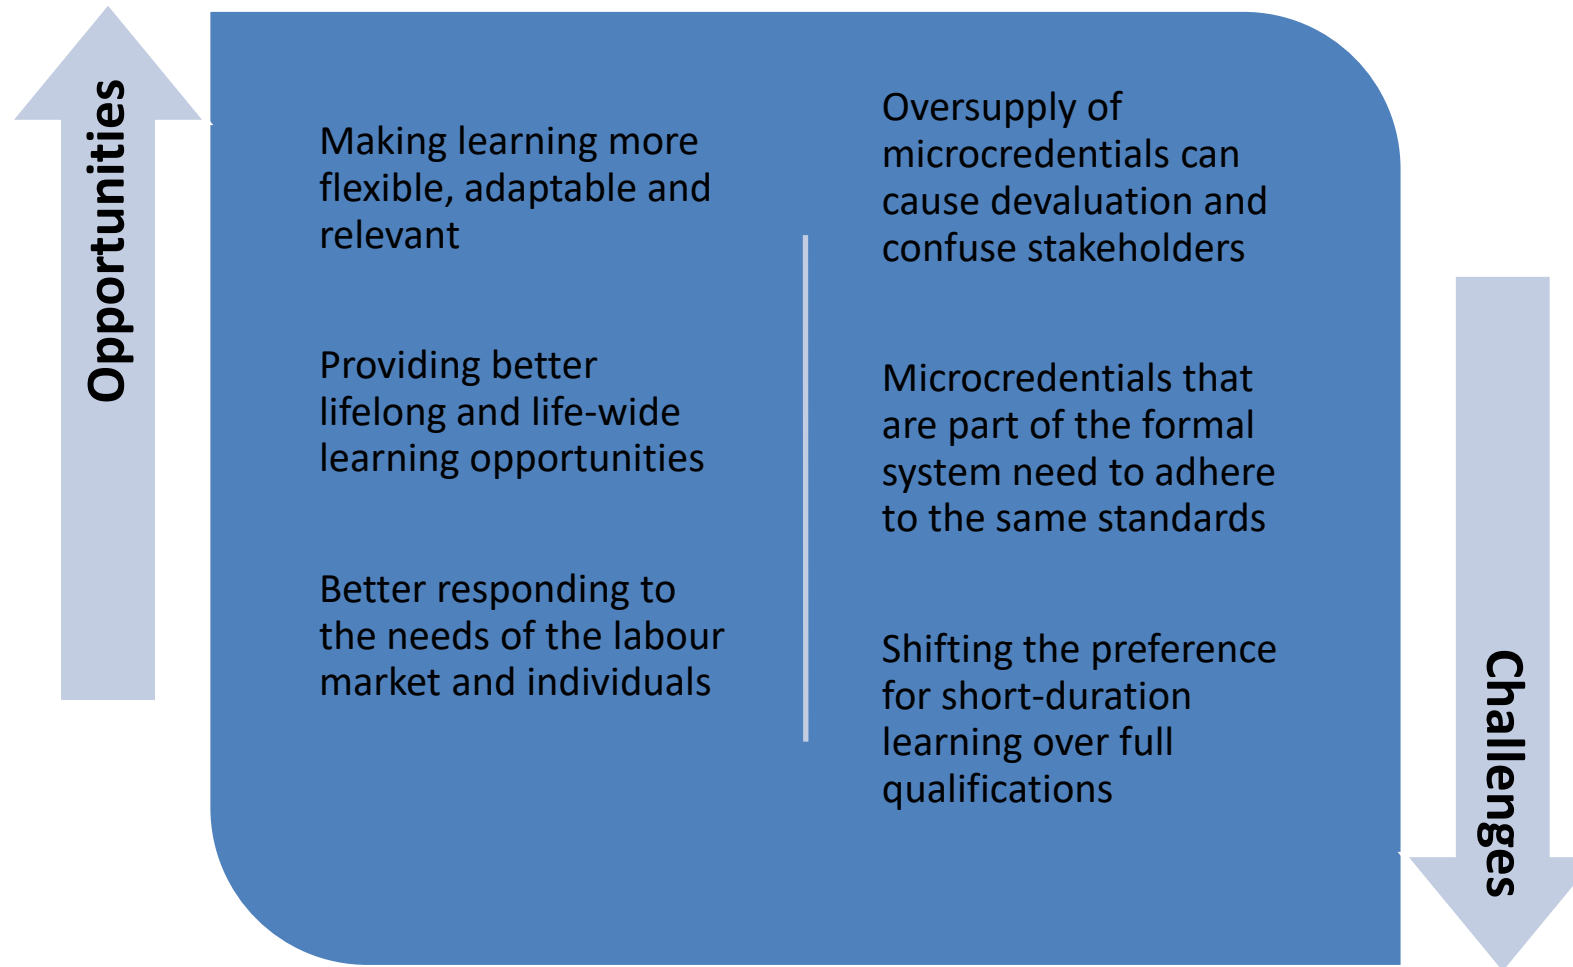 Opportunities
Making learning more
flexible, adaptable and
relevant
Providing better
lifelong and life-wide
learning opportunities
Better responding to
the needs of the labour
market and individuals
Oversupply of
microcredentials can
cause devaluation and
confuse stakeholders
Microcredentials that
are part of the formal
system need to adhere
to the same standards
Shifting the preference
for short-duration
learning over full
qualifications
Challenges